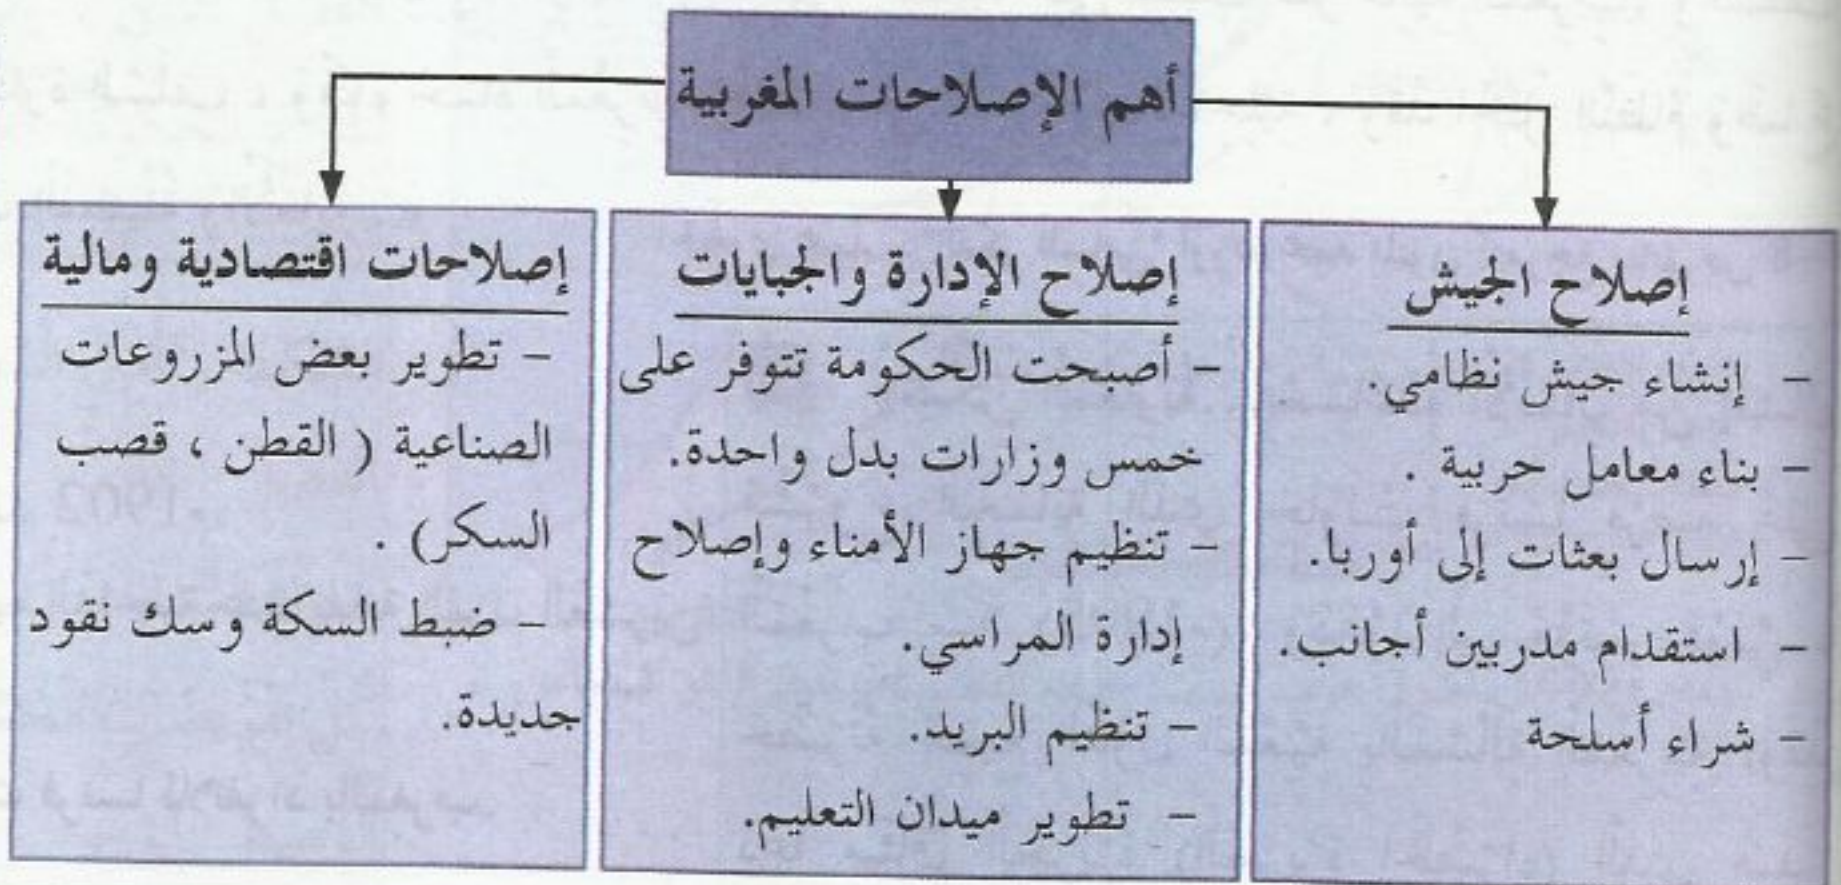 أهم الإصلاحات المغربية
إصلاح الجيش
- إنشاء جيش نظامي.
- بناء معامل حربية .
- إرسال بعثات إلى أوربا.
- استقدام مدربين أجانب.
- شراء أسلحة
إصلاح الإدارة والجبايات
- أصبحت الحكومة تتوفر على
خمس وزارات بدل واحدة.
- تنظيم جهاز الأمناء وإصلاح
إدارة المراسي.
- تنظيم البريد.
- تطوير ميدان التعليم.
إصلاحات اقتصادية ومالية
- تطوير بعض المزروعات
الصناعية ( القطن ، قصب
السكر) .
- ضبط السكة وسك نقود
جديدة.